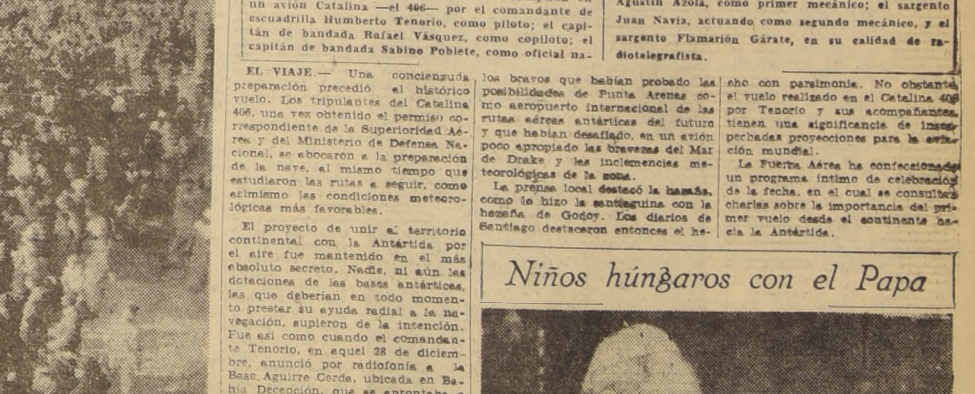 un avión Catalina —el 406— por el comandante de
escuadrilla Humberto Tenorio, como piloto; el capi-
tán de bandada Rafael Vásquez, como copiloto; el
capitán de bandada Sabino Poblete, como oficial na-
Agustín Azola, como primer mecánico; el sargento
Juan Navia, actuando como segundo mecánico, y el
sargento Flamarión Gárate, en su calidad de ra-
diotelegrafista.
EL VIAJE.— Una concienzuda
preparación precedió al histórico
vuelo. Los tripulantes del Catalina
406, una vez obtenido el permiso co-
rrespondiente de la Superioridad Aé-
rea y del Ministerio de Defensa Na-
cional, se abocaron a la preparación
de la nave, al mismo tiempo que
estudiaron las rutas a seguir, como
asimismo las condiciones meteoro-
lógicas más favorables.
El proyecto de unir el territorio
continental con la Antártida por
el aire fue mantenido en el más
absoluto secreto. Nadie, ni aún las
dotaciones de las bases antárticas,
las que deberían en todo momen-
to prestar su ayuda radial a la na-
vegación, supieron de la intención.
Fue así como cuando el comandan-
te Tenorio, en aquel 28 de diciem-
bre, anunció por radiofonía a la
Base Aguirre Cerda, ubicada en Ba-
hía Decepción, que se aprontaba a
los bravos que habían probado las
posibilidades de Punta Arenas co-
mo aeropuerto internacional de las
rutas aéreas antárticas del futuro
y que habían desafiado, en un avión
poco apropiado las bravezas del Mar
de Drake y las inclemencias me-
teorológicas de la zona.
La prensa local destacó la hazaña,
como lo hizo la santiaguina con la
hazaña de Godoy. Los diarios de
Santiago destacaron entonces el he-
cho con parsimonia. No obstante,
el vuelo realizado en el Catalina 406
por Tenorio y sus acompañantes,
tienen una significancia de insos-
pechadas proyecciones para la avia-
ción mundial.
La Fuerza Aérea ha confeccionado
un programa íntimo de celebración
de la fecha, en el cual se consultan
charlas sobre la importancia del pri-
mer vuelo desde el continente ha-
cia la Antártida.
Niños húngaros con el Papa